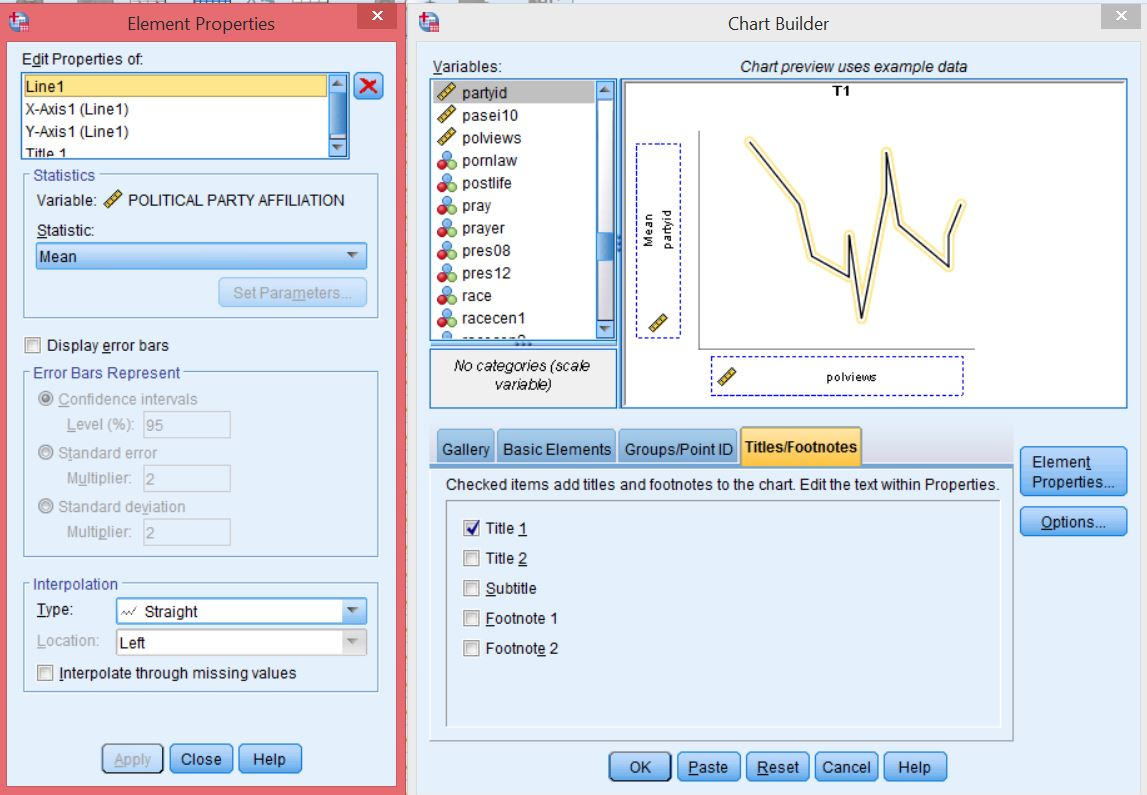 Element Properties
Edit Properties of:
Line1
X-Axis1 (Line1)
Y-Axis1 (Line1)
Title 1
Statistics
Variable: POLITICAL PARTY AFFILIATION
Statistic:
Mean
Set Parameters...
Display error bars
Error Bars Represent
Confidence intervals
Level (%): 95
Standard error
Multiplier: 2
Standard deviation
Multiplier: 2
Interpolation
Type: Straight
Location: Left
Interpolate through missing values
Apply Close Help
Chart Builder
Variables:
partyid
pasei10
polviews
pornlaw
postlife
pray
prayer
pres08
pres12
race
racecen1
No categories (scale
variable)
Chart preview uses example data
T1
Mean
partyid
polviews
Gallery Basic Elements Groups/Point ID Titles/Footnotes
Checked items add titles and footnotes to the chart. Edit the text within Properties.
Title 1
Title 2
Subtitle
Footnote 1
Footnote 2
Element
Properties...
Options...
OK Paste Reset Cancel Help